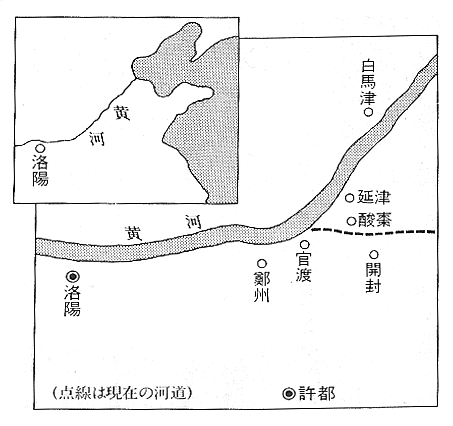 黄
河
洛陽
白馬津
延津
酸棗
黄
河
官渡
開封
鄭州
洛陽
(点線は現在の河道)
許都